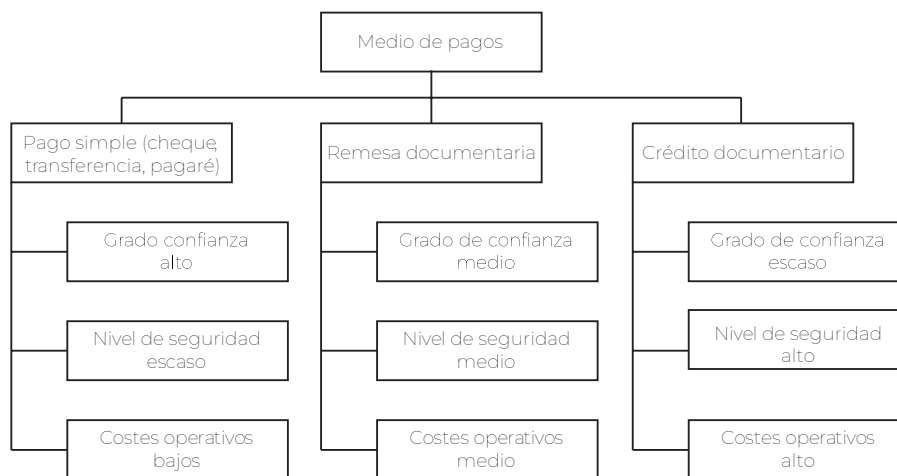 Medio de pagos
Pago simple (cheque,
transferencia, pagaré)
Remesa documentaria
Crédito documentario
Grado confianza
alto
Grado de confianza
medio
Grado de confianza
escaso
Nivel de seguridad
escaso
Nivel de seguridad
medio
Nivel de seguridad
alto
Costes operativos
bajos
Costes operativos
medio
Costes operativos
alto